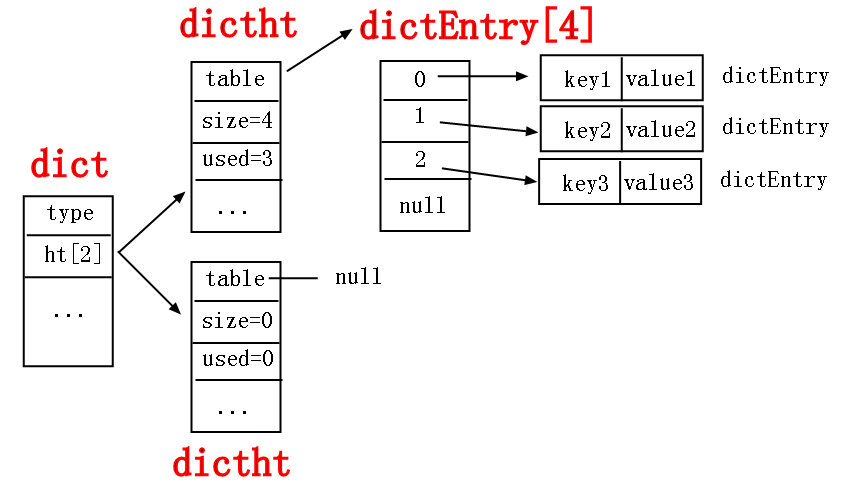 dict
type
ht[2]
...
dictht
table
size=4
used=3
...
table
size=0
used=0
...
dictht
null
dictEntry[4]
0
1
2
null
key1 value1 dictEntry
key2 value2 dictEntry
key3 value3 dictEntry